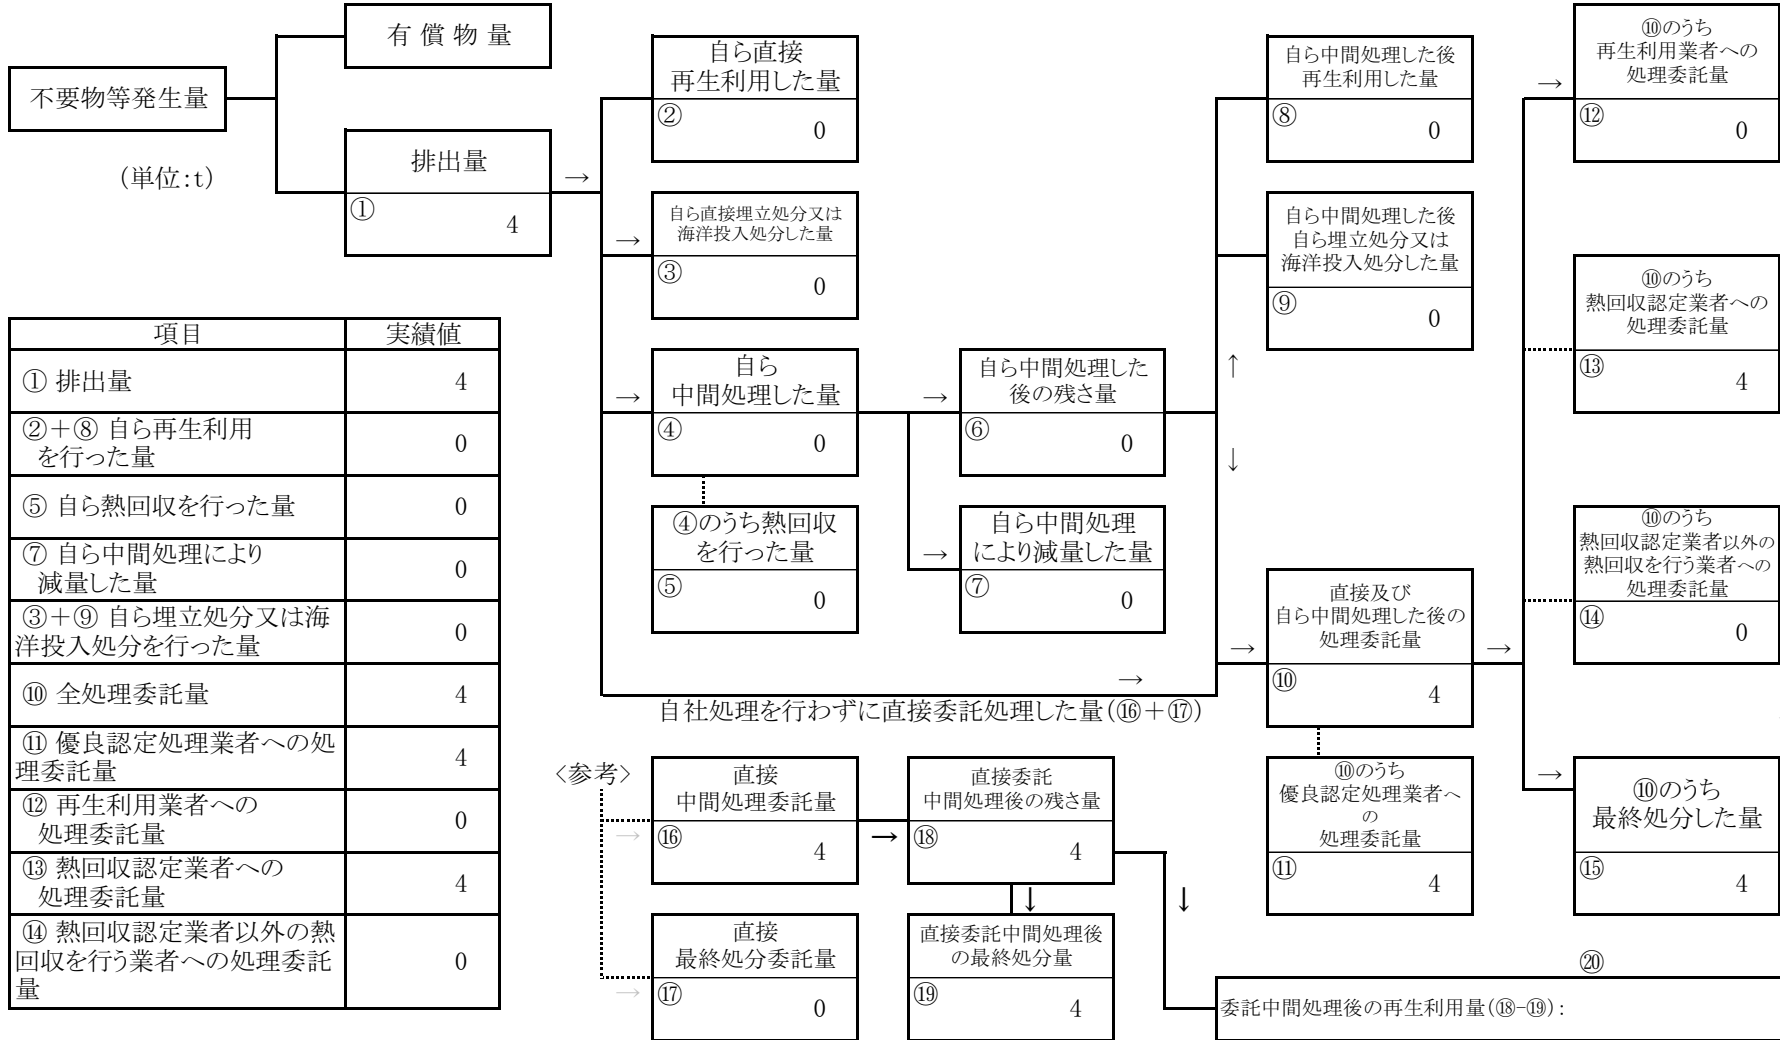 不要物等発生量
(単位:t)
有 償 物 量
排出量
①
4
→
自ら直接
再生利用した量
②
0
→
自ら直接埋立処分又は
海洋投入処分した量
③
0
→
自ら
中間処理した量
④
0
④のうち熱回収
を行った量
⑤
0
→
自ら中間処理した
後の残さ量
⑥
0
→
自ら中間処理
により減量した量
⑦
0
自ら中間処理した後
再生利用した量
⑧
0
自ら中間処理した後
自ら埋立処分又は
海洋投入処分した量
⑨
0
↑
↓
→
直接及び
自ら中間処理した後の
処理委託量
⑩
4
→
自社処理を行わずに直接委託処理した量(⑯+⑰)
→
⑩のうち
優良認定処理業者へ
の
処理委託量
⑪
4
→
⑩のうち
再生利用業者への
処理委託量
⑫
0
⑩のうち
熱回収認定業者への
処理委託量
⑬
4
⑩のうち
熱回収認定業者以外の
熱回収を行う業者への
処理委託量
⑭
0
→
⑩のうち
最終処分した量
⑮
4
項目 実績値
① 排出量 4
②+⑧ 自ら再生利用
を行った量 0
⑤ 自ら熱回収を行った量 0
⑦ 自ら中間処理により
減量した量 0
③+⑨ 自ら埋立処分又は海
洋投入処分を行った量 0
⑩ 全処理委託量 4
⑪ 優良認定処理業者への処
理委託量 4
⑫ 再生利用業者への
処理委託量 0
⑬ 熱回収認定業者への
処理委託量 4
⑭ 熱回収認定業者以外の熱
回収を行う業者への処理委託
量 0
<参考>
→
直接
中間処理委託量
⑯
4
→
直接委託
中間処理後の残さ量
⑱
4
↓
↓
→
直接
最終処分委託量
⑰
0
直接委託中間処理後
の最終処分量
⑲
4
⑳
委託中間処理後の再生利用量(⑱-⑲):